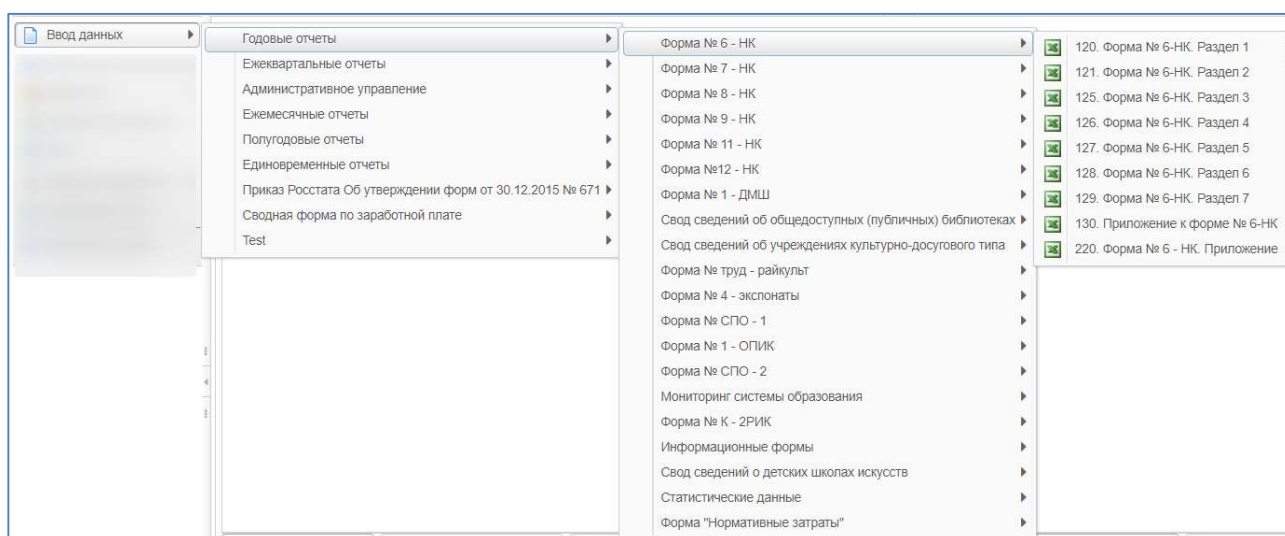 Ввод данных
Годовые отчеты
Ежеквартальные отчеты
Административное управление
Ежемесячные отчеты
Полугодовые отчеты
Единовременные отчеты
Приказ Росстата Об утверждении форм от 30.12.2015 № 671
Сводная форма по заработной плате
Test
Форма № 6 - НК
Форма № 7 - НК
Форма № 8 - НК
Форма № 9 - НК
Форма № 11 - НК
Форма №12 - НК
Форма № 1 - ДМШ
Свод сведений об общедоступных (публичных) библиотеках
Свод сведений об учреждениях культурно-досугового типа
Форма № труд - райкульт
Форма № 4 - экспонаты
Форма № СПО - 1
Форма № 1 - ОПИК
Форма № СПО - 2
Мониторинг системы образования
Форма № К - 2РИК
Информационные формы
Свод сведений о детских школах искусств
Статистические данные
Форма "Нормативные затраты"
120. Форма № 6-НК. Раздел 1
121. Форма № 6-НК. Раздел 2
125. Форма № 6-НК. Раздел 3
126. Форма № 6-НК. Раздел 4
127. Форма № 6-НК. Раздел 5
128. Форма № 6-НК. Раздел 6
129. Форма № 6-НК. Раздел 7
130. Приложение к форме № 6-НК
220. Форма № 6 - НК. Приложение